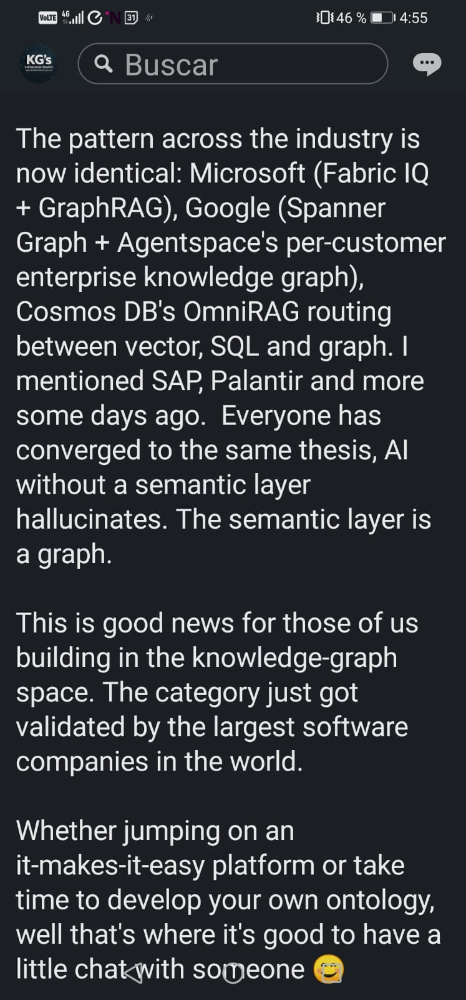 VoLTE 4G N 31 46 % 4:55
KG's Buscar
The pattern across the industry is
now identical: Microsoft (Fabric IQ
+ GraphRAG), Google (Spanner
Graph + Agentspace's per-customer
enterprise knowledge graph),
Cosmos DB's OmniRAG routing
between vector, SQL and graph. I
mentioned SAP, Palantir and more
some days ago.  Everyone has
converged to the same thesis, AI
without a semantic layer
hallucinates. The semantic layer is
a graph.
This is good news for those of us
building in the knowledge-graph
space. The category just got
validated by the largest software
companies in the world.
Whether jumping on an
it-makes-it-easy platform or take
time to develop your own ontology,
well that's where it's good to have a
little chat with someone 😊